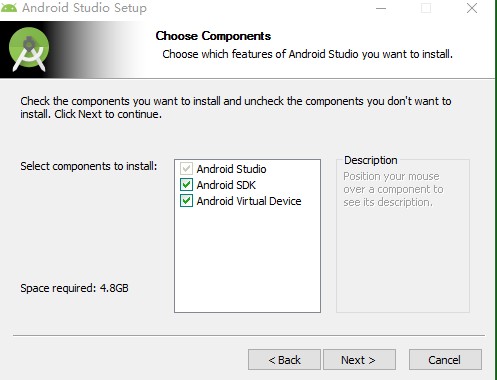 Android Studio Setup
Choose Components
Choose which features of Android Studio you want to install.
Check the components you want to install and uncheck the components you don't want to
install. Click Next to continue.
Select components to install:
Android Studio
Android SDK
Android Virtual Device
Description
Position your mouse
over a component to
see its description.
Space required: 4.8GB
< Back
Next >
Cancel